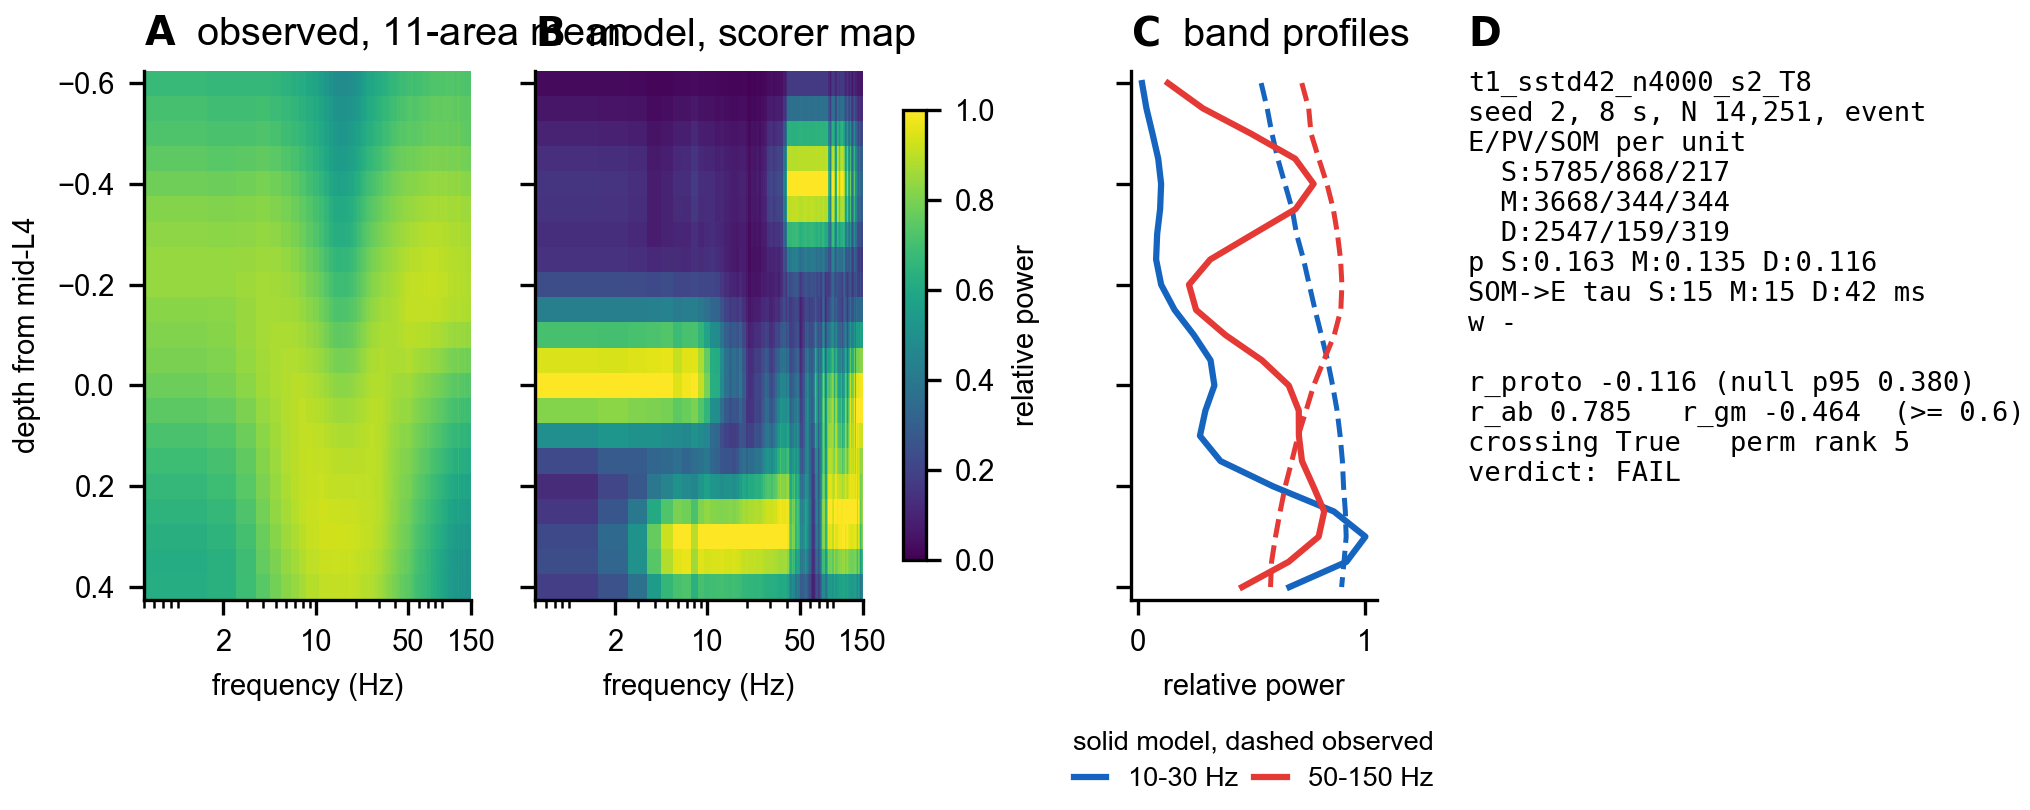 A observed, 11-area mean
B model, scorer map
C band profiles
D
−0.6
−0.4
−0.2
0.0
0.2
0.4
depth from mid-L4
2 10 50 150
frequency (Hz)
2 10 50 150
frequency (Hz)
1.0
0.8
0.6
0.4
0.2
0.0
relative power
0 1
relative power
solid model, dashed observed
10-30 Hz 50-150 Hz
t1_sstd42_n4000_s2_T8
seed 2, 8 s, N 14,251, event
E/PV/SOM per unit
S:5785/868/217
M:3668/344/344
D:2547/159/319
p S:0.163 M:0.135 D:0.116
SOM->E tau S:15 M:15 D:42 ms
w -
r_proto -0.116 (null p95 0.380)
r_ab 0.785 r_gm -0.464 (>= 0.6)
crossing True perm rank 5
verdict: FAIL